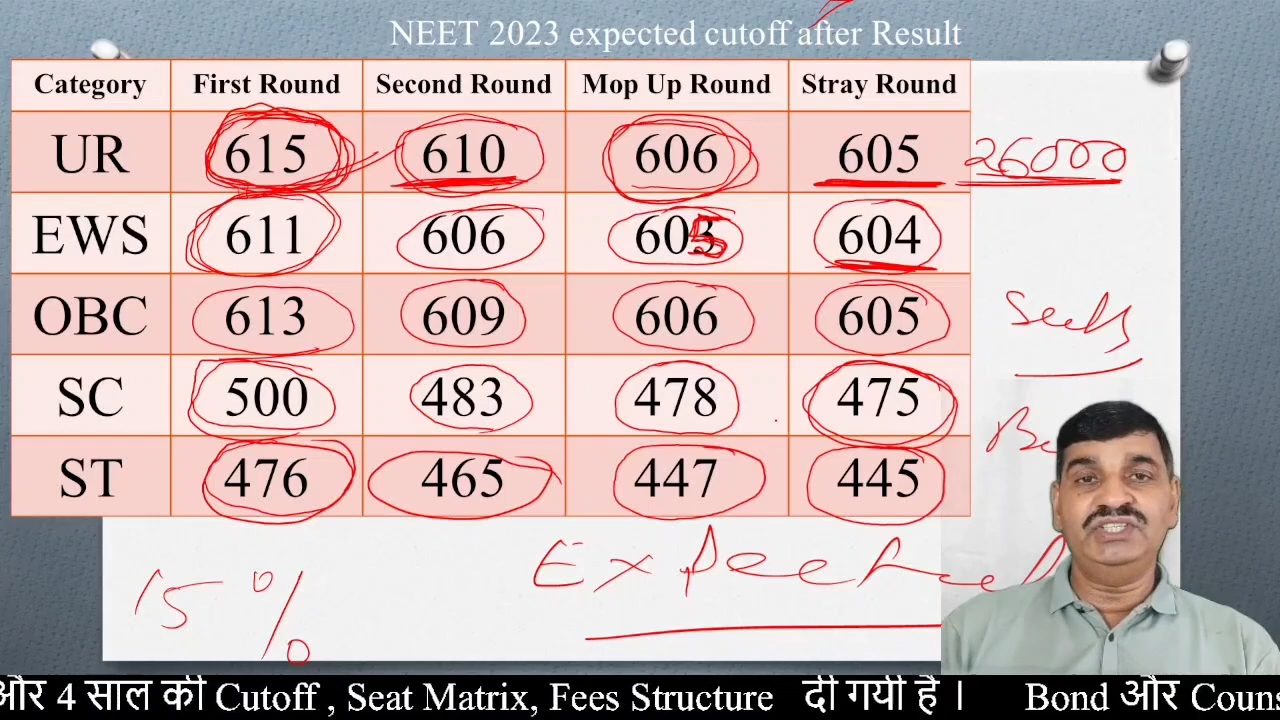 NEET 2023 expected cutoff after Result
Category First Round Second Round Mop Up Round Stray Round
UR 615 610 606 605 26000
EWS 611 606 605 604
OBC 613 609 606 605
Seats
SC 500 483 478 475
ST 476 465 447 445
Expected
15%
और 4 साल की Cutoff , Seat Matrix, Fees Structure दी गयी है । Bond और Couns